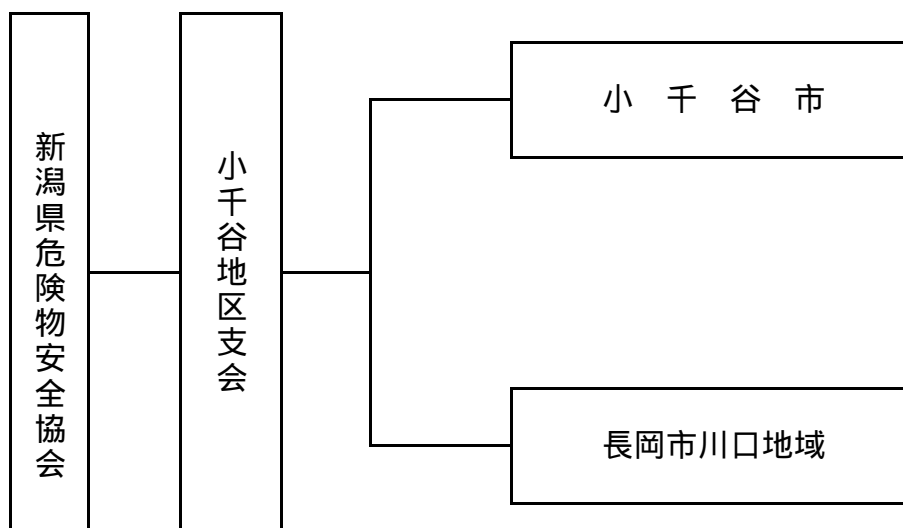 新潟県危険物安全協会
小千谷地区支会
小　千　谷　市
長岡市川口地域